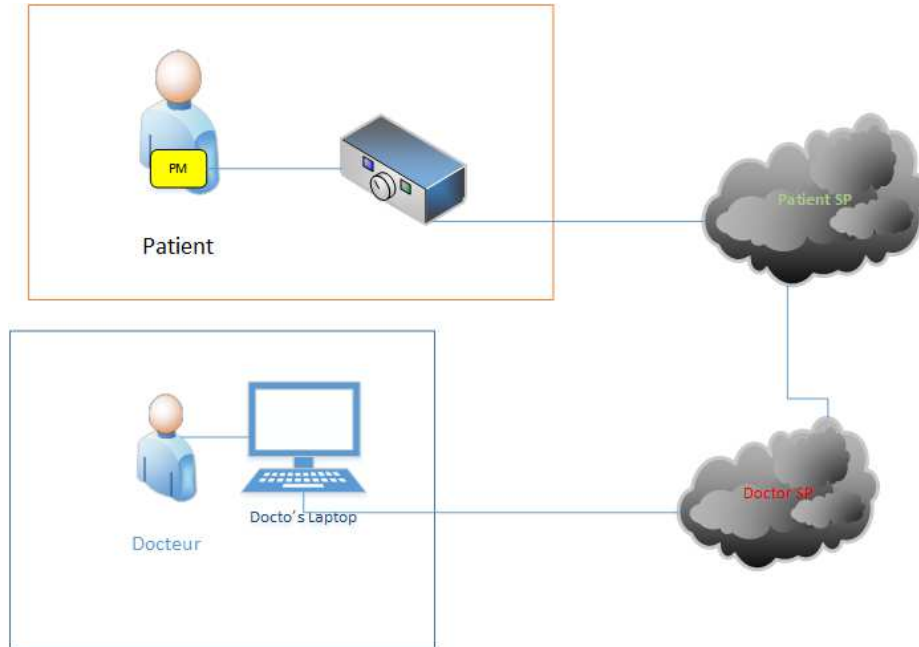 PM
Patient
Patient SP
Docto's Laptop
Docteur
Doctor SP